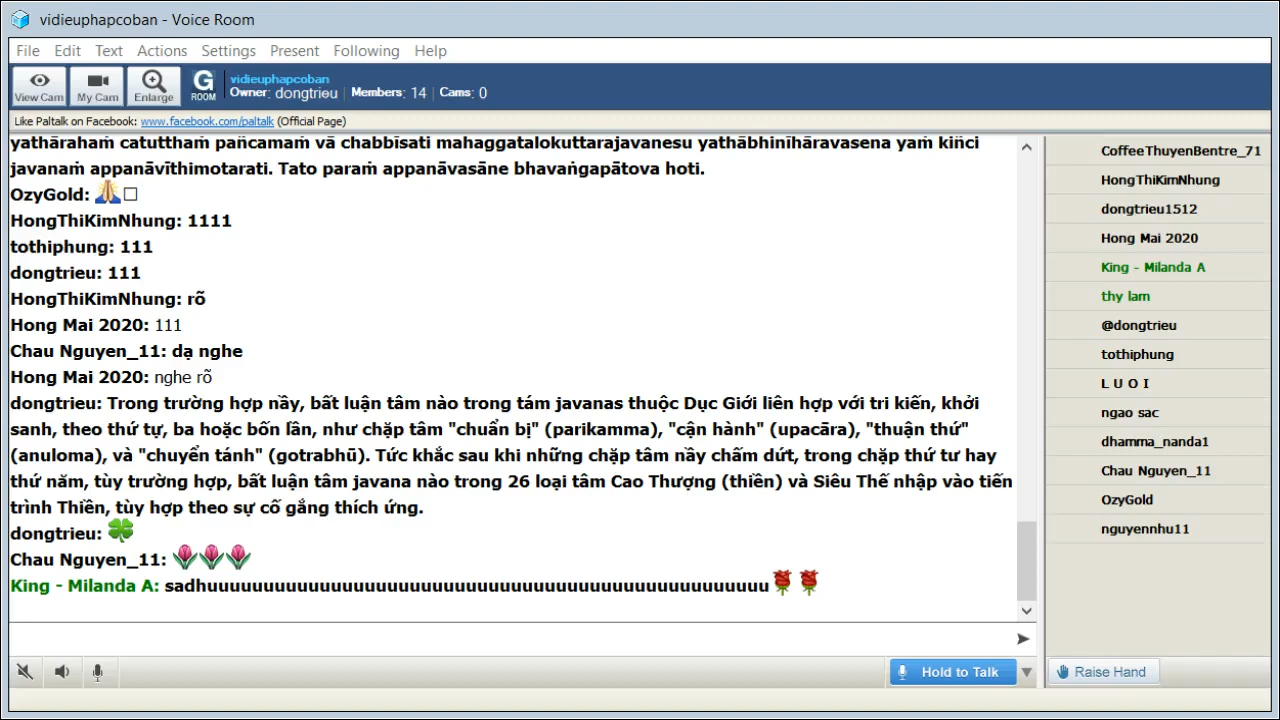 vidieuphapcoban - Voice Room
File Edit Text Actions Settings Present Following Help
View Cam My Cam Enlarge G ROOM vidieuphapcoban
Owner: dongtrieu Members: 14 Cams: 0
Like Paltalk on Facebook: www.facebook.com/paltalk (Official Page)
yathārahaṁ catutthaṁ pañcamaṁ vā chabbīsati mahaggatalokuttarajavanesu yathābhinīhāravasena yaṁ kiñci
javanaṁ appanāvīthimotarati. Tato paraṁ appanāvasāne bhavaṅgapātova hoti.
OzyGold:
HongThiKimNhung: 1111
tothiphung: 111
dongtrieu: 111
HongThiKimNhung: rõ
Hong Mai 2020: 111
Chau Nguyen_11: dạ nghe
Hong Mai 2020: nghe rõ
dongtrieu: Trong trường hợp nầy, bất luận tâm nào trong tám javanas thuộc Dục Giới liên hợp với tri kiến, khởi
sanh, theo thứ tự, ba hoặc bốn lần, như chặp tâm "chuẩn bị" (parikamma), "cận hành" (upacāra), "thuận thứ"
(anuloma), và "chuyển tánh" (gotrabhū). Tức khắc sau khi những chặp tâm nầy chấm dứt, trong chặp thứ tư hay
thứ năm, tùy trường hợp, bất luận tâm javana nào trong 26 loại tâm Cao Thượng (thiền) và Siêu Thế nhập vào tiến
trình Thiền, tùy hợp theo sự cố gắng thích ứng.
dongtrieu:
Chau Nguyen_11:
King - Milanda A: sadhuuuuuuuuuuuuuuuuuuuuuuuuuuuuuuuuuuuuuuuuuuuuuuuuuu
CoffeeThuyenBentre_71
HongThiKimNhung
dongtrieu1512
Hong Mai 2020
King - Milanda A
thy lam
@dongtrieu
tothiphung
L U O I
ngao sac
dhamma_nanda1
Chau Nguyen_11
OzyGold
nguyennhu11
Hold to Talk
Raise Hand